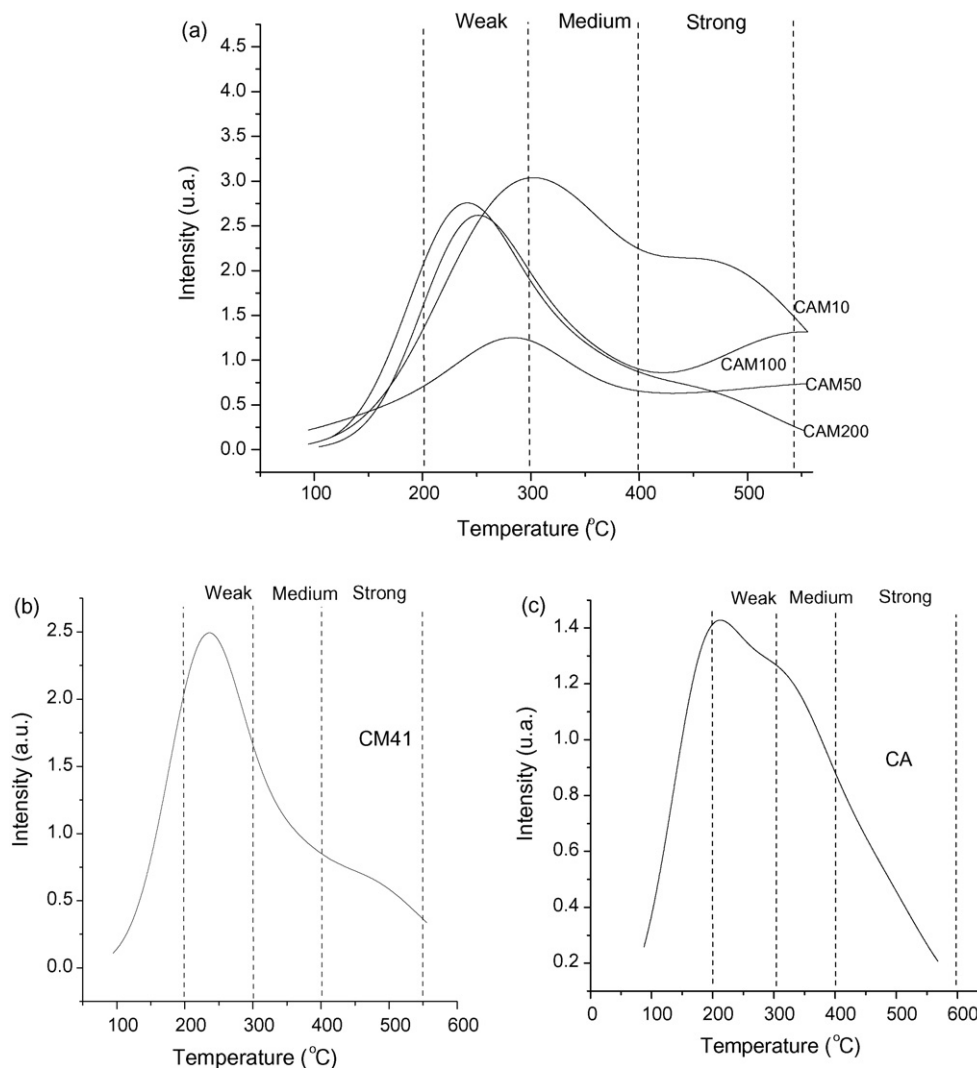 (a)
Weak Medium Strong
4.5
4.0
3.5
3.0
2.5
2.0
1.5
1.0
0.5
0.0
Intensity (u.a.)
CAM10
CAM100
CAM50
CAM200
100 200 300 400 500
Temperature (°C)
(b)
Weak Medium Strong
2.5
2.0
1.5
1.0
0.5
0.0
Intensity (a.u.)
CM41
100 200 300 400 500 600
Temperature (°C)
(c)
Weak Medium Strong
1.4
1.2
1.0
0.8
0.6
0.4
0.2
Intensity (u.a.)
CA
0 100 200 300 400 500 600
Temperature (°C)